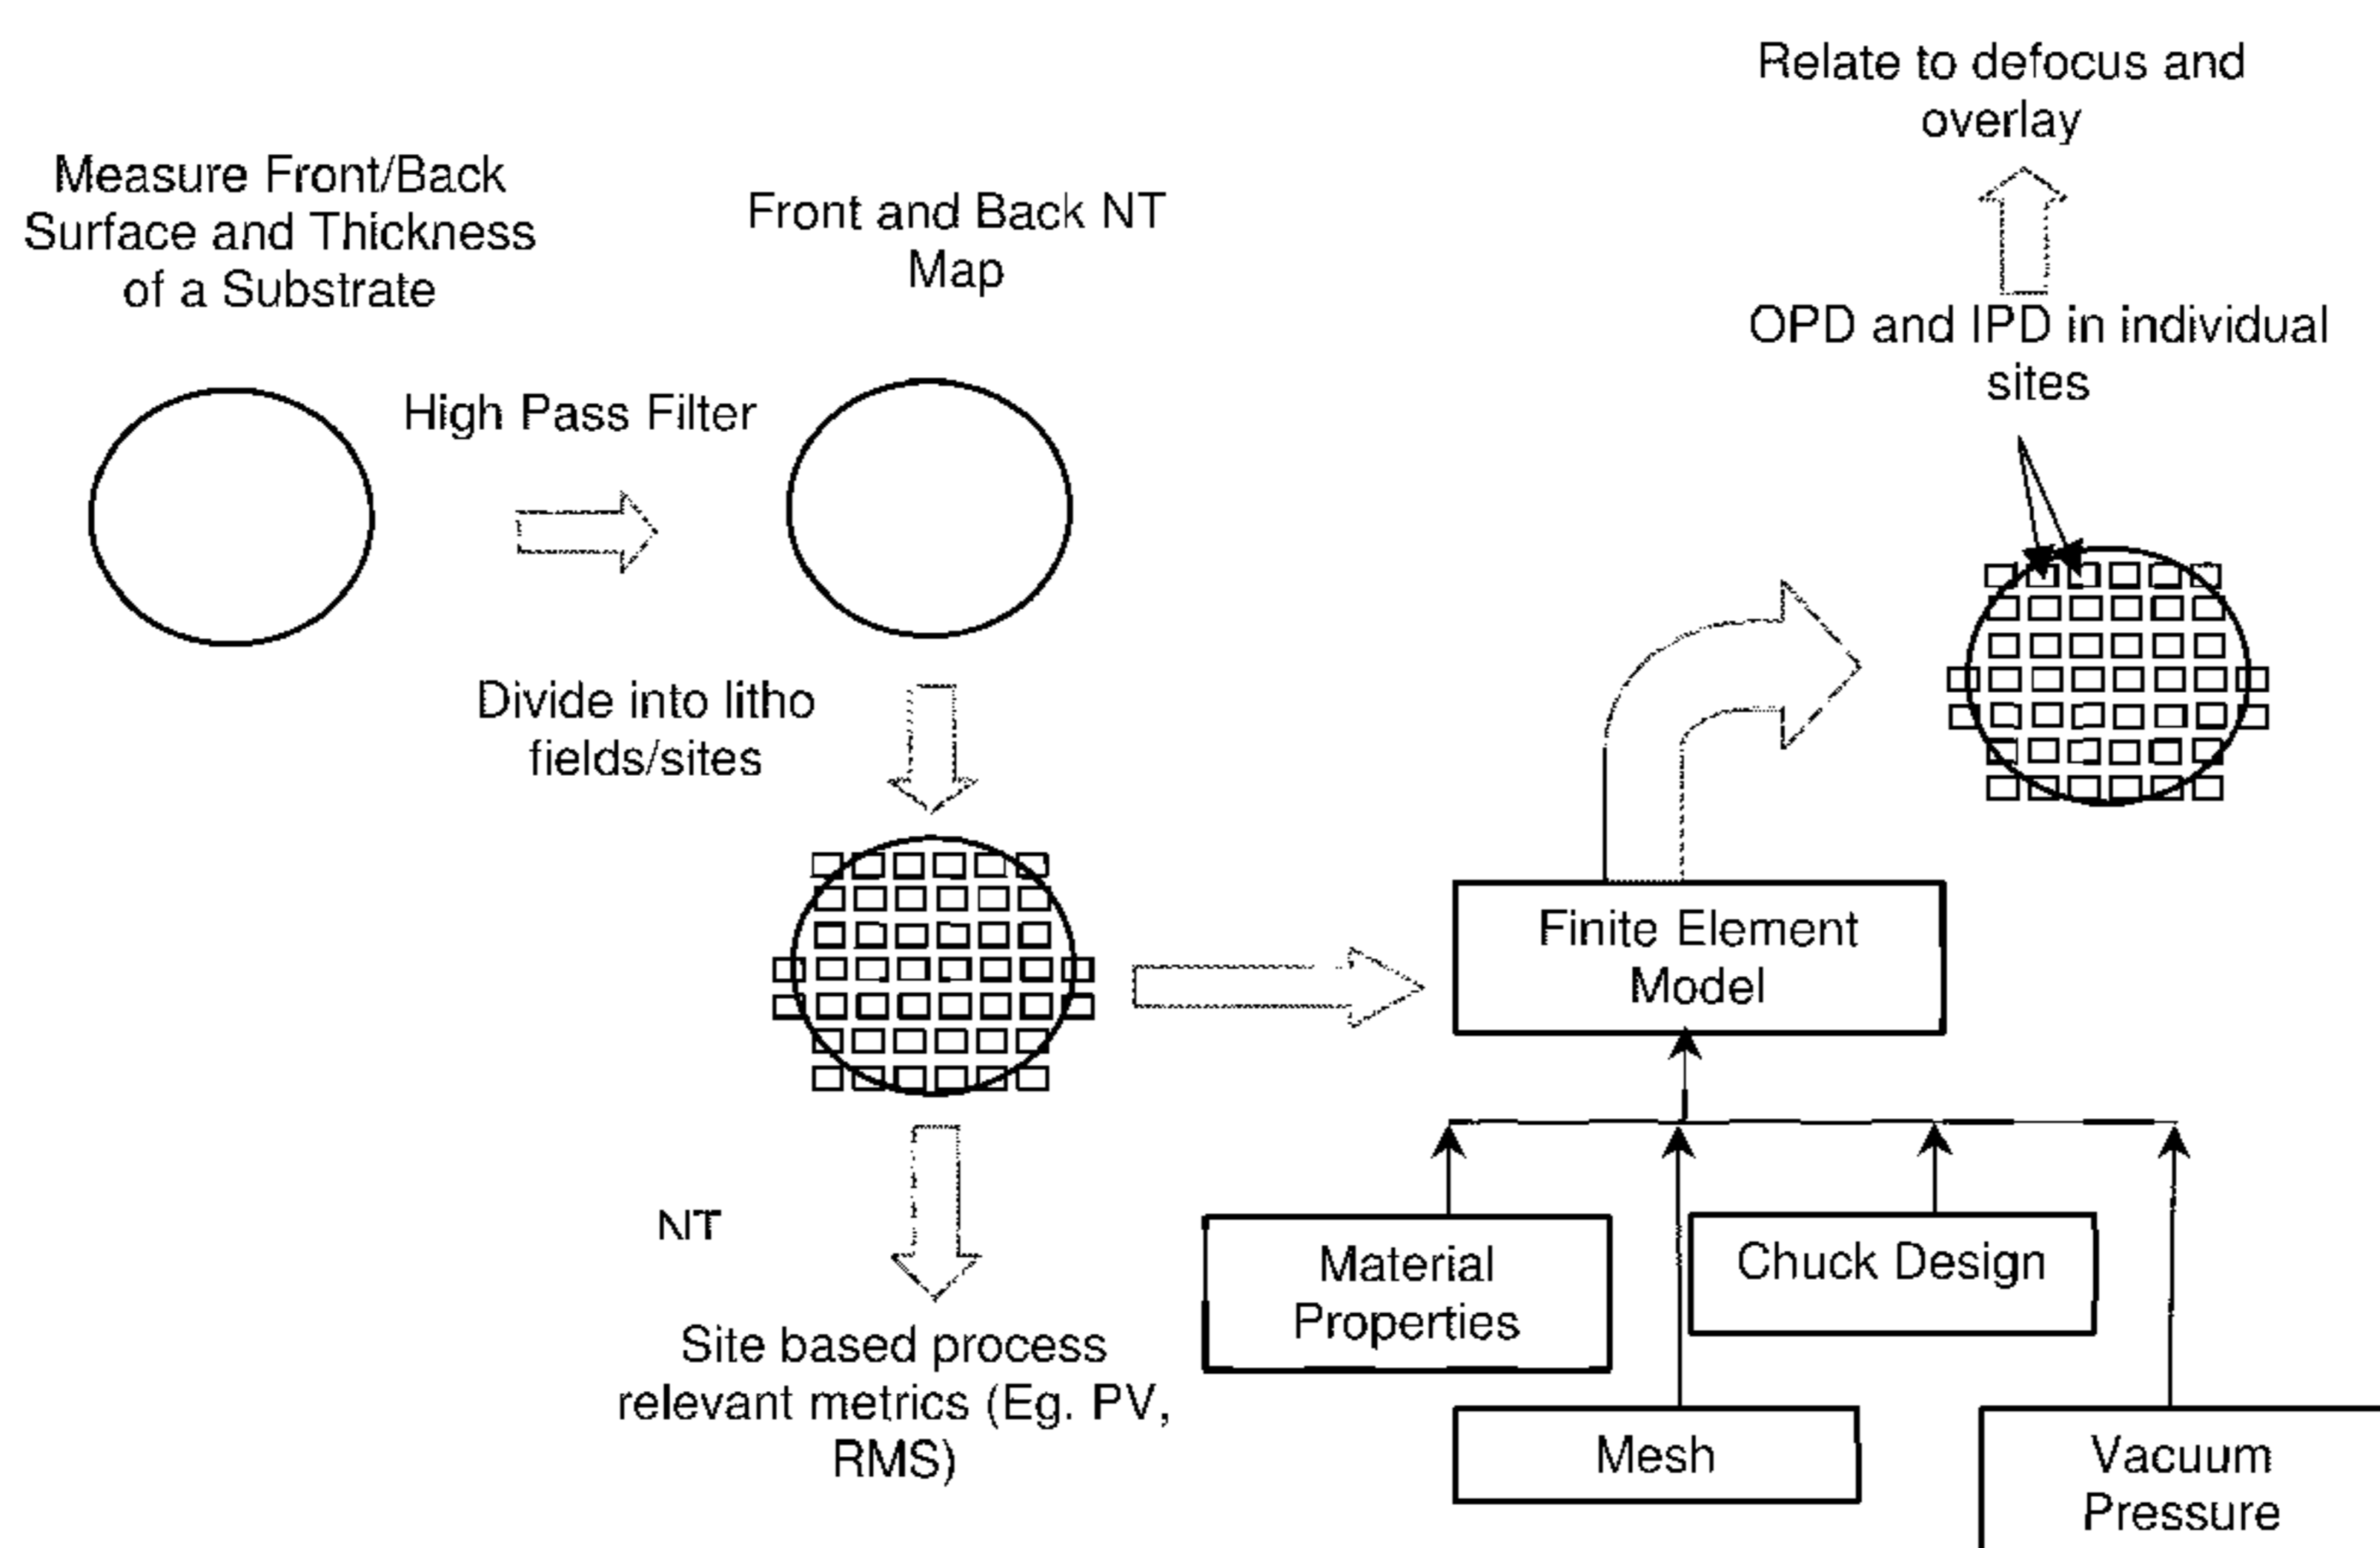 Measure Front/Back
Surface and Thickness
of a Substrate
High Pass Filter
Front and Back NT
Map
Divide into litho
fields/sites
NT
Site based process
relevant metrics (Eg. PV,
RMS)
Relate to defocus and
overlay
OPD and IPD in individual
sites
Finite Element
Model
Material
Properties
Chuck Design
Mesh
Vacuum
Pressure